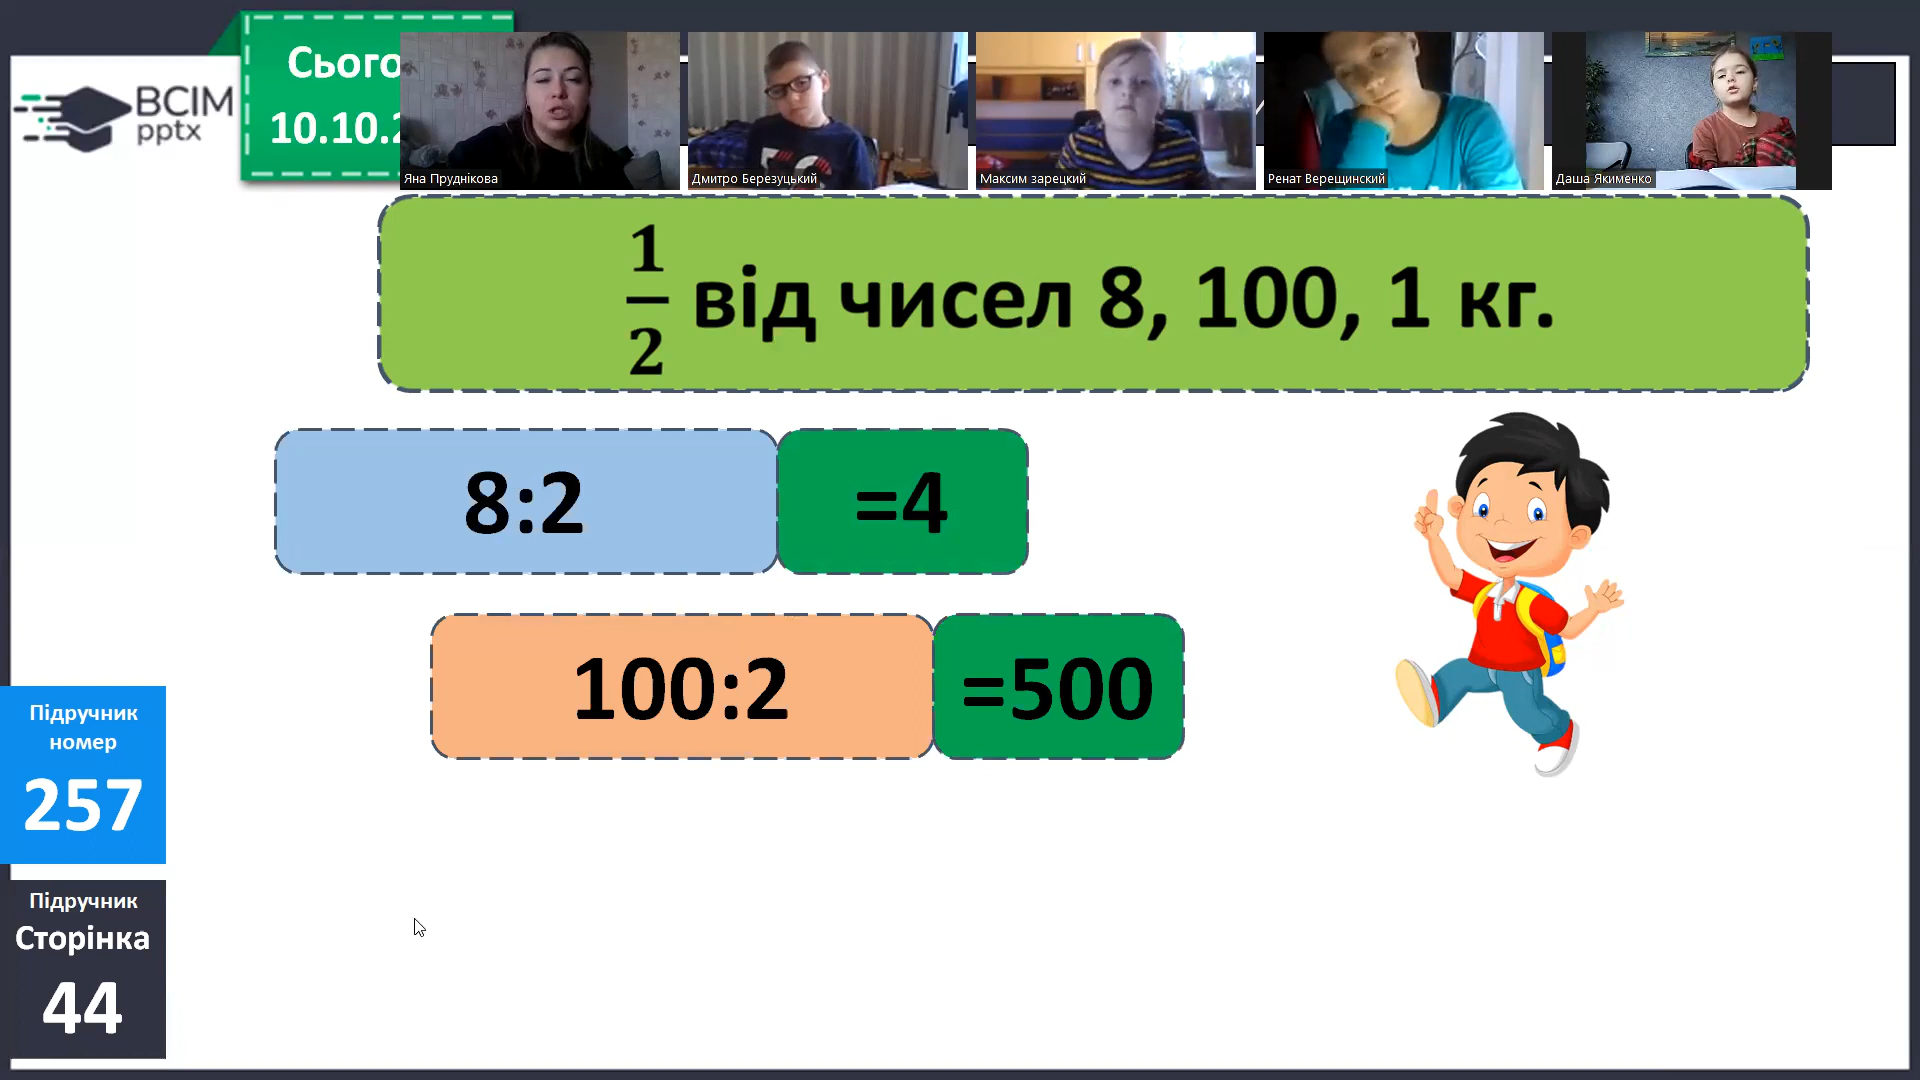 Сього
10.10.2
BCIM
pptx
Яна Пруднікова
Дмитро Березуцький
Максим зарецкий
Ренат Верещинский
Даша Якименко
1
2
від чисел 8, 100, 1 кг.
8:2
=4
100:2
=500
Підручник
номер
257
Підручник
Сторінка
44